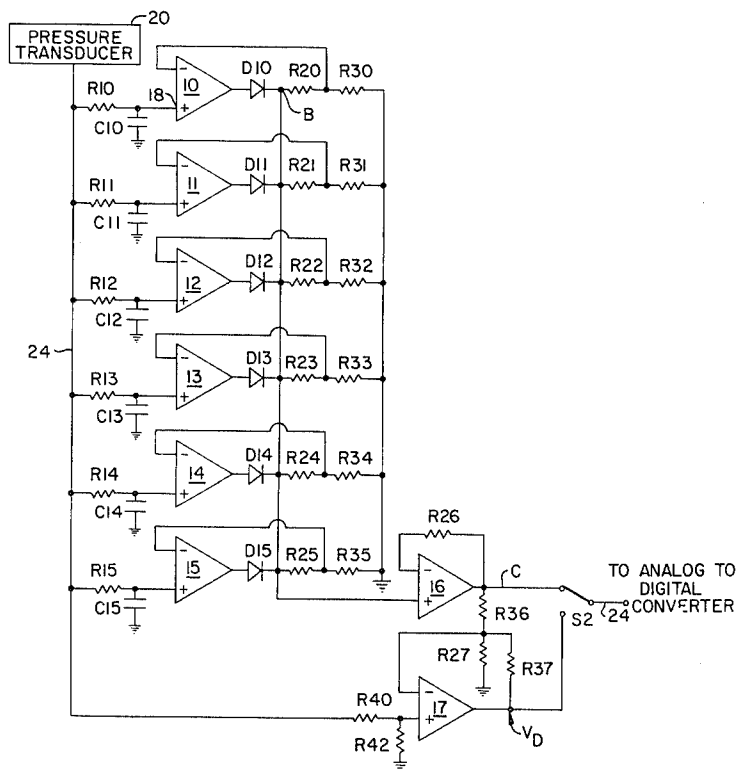 20
PRESSURE
TRANSDUCER
D10 R20 R30
R10 18 10 - + B
C10
D11 R21 R31
R11 11 - +
C11
D12 R22 R32
R12 12 - +
C12
24
D13 R23 R33
R13 13 - +
C13
D14 R24 R34
R14 14 - +
C14
D15 R25 R35
R15 15 - +
C15
R26
16 - + C
TO ANALOG TO
DIGITAL
CONVERTER
24
S2
R36
R27 R37
R40 17 - +
R42
VD